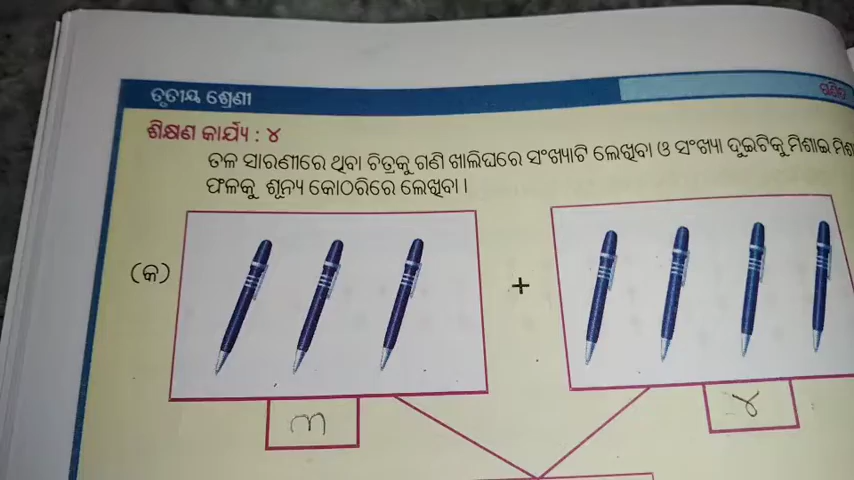 ତୃତୀୟ ଶ୍ରେଣୀ
ଗଣିତ
ଶିକ୍ଷଣ କାର୍ଯ୍ୟ : ୪
ତଳ ସାରଣୀରେ ଥିବା ଚିତ୍ରକୁ ଗଣି ଖାଲିଘରେ ସଂଖ୍ୟାଟି ଲେଖିବା ଓ ସଂଖ୍ୟା ଦୁଇଟିକୁ ମିଶାଇ
ଫଳକୁ ଶୂନ୍ୟ କୋଠରିରେ ଲେଖିବା ।
(କ) +
୩ ୪